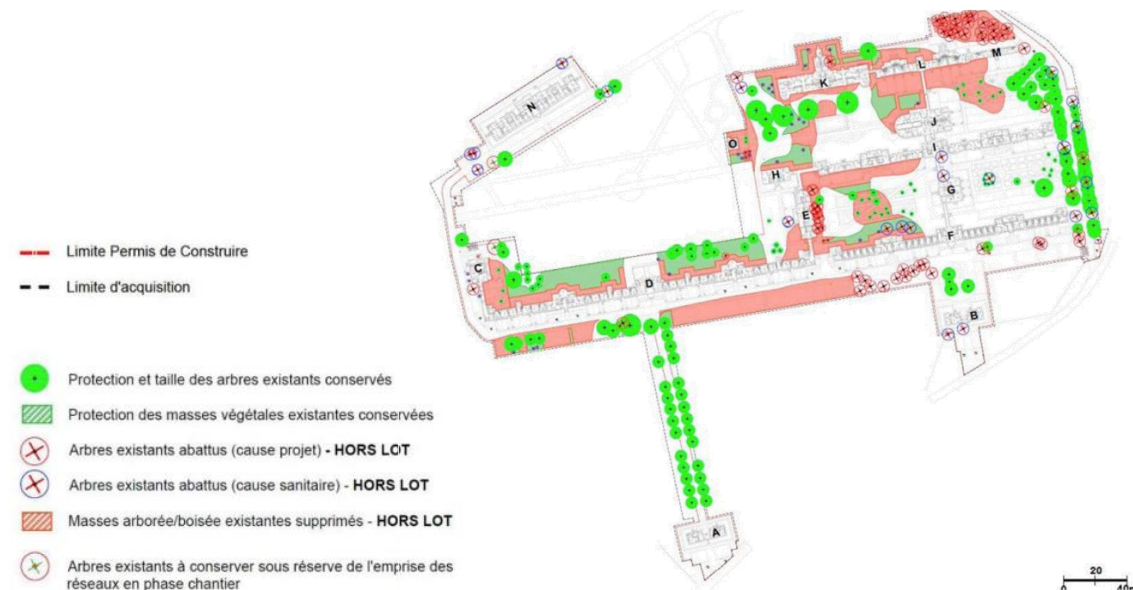 Limite Permis de Construire
Limite d'acquisition
Protection et taille des arbres existants conservés
Protection des masses végétales existantes conservées
Arbres existants abattus (cause projet) - HORS LOT
Arbres existants abattus (cause sanitaire) - HORS LOT
Masses arborée/boisée existantes supprimés - HORS LOT
Arbres existants à conserver sous réserve de l'emprise des
réseaux en phase chantier
N
K
L
M
O
J
I
H
G
E
F
C
D
B
A
20
0
40m